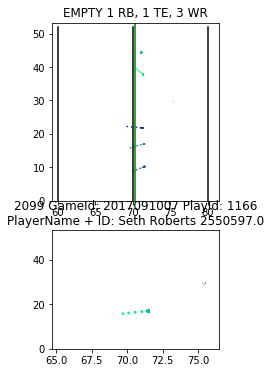 EMPTY 1 RB, 1 TE, 3 WR
50
40
30
20
10
0
60 65 70 75 80
2099 GameId: 2017091007 PlayId: 1166
PlayerName + ID: Seth Roberts 2550597.0
40
20
0
65.0 67.5 70.0 72.5 75.0